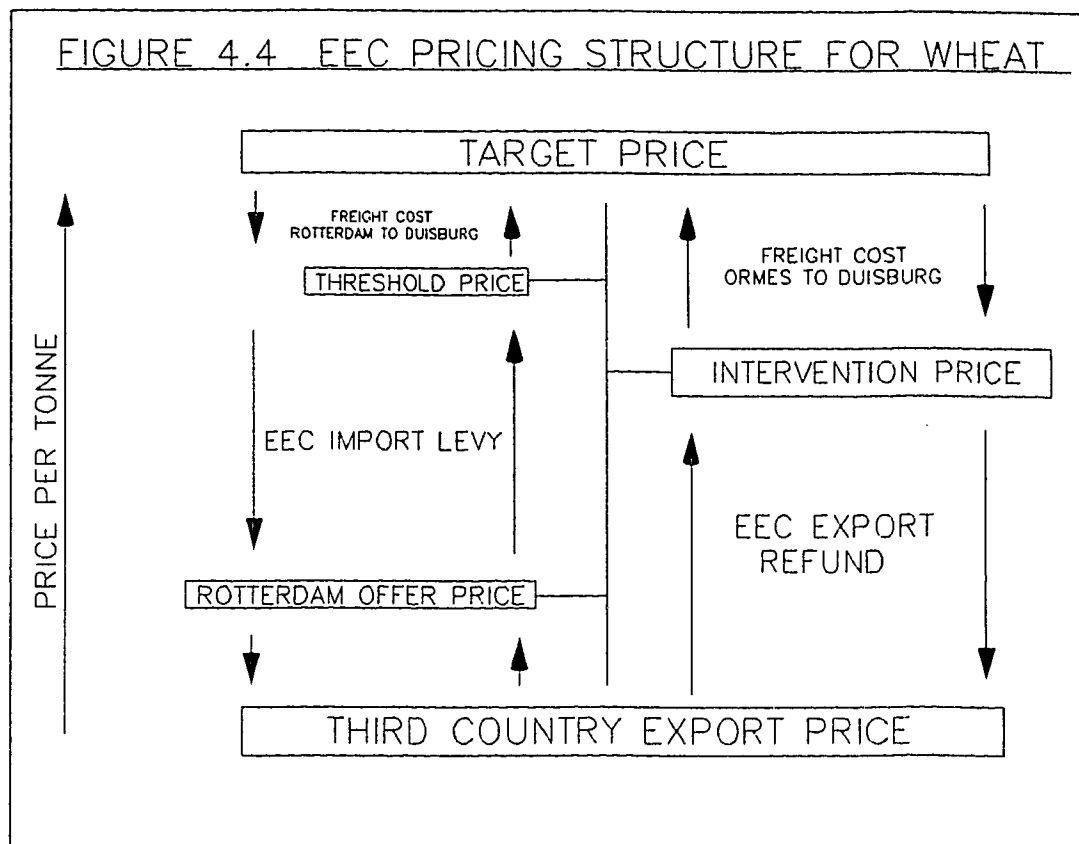 FIGURE 4.4 EEC PRICING STRUCTURE FOR WHEAT
TARGET PRICE
FREIGHT COST
ROTTERDAM TO DUISBURG
THRESHOLD PRICE
FREIGHT COST
ORMES TO DUISBURG
INTERVENTION PRICE
EEC IMPORT LEVY
EEC EXPORT
REFUND
ROTTERDAM OFFER PRICE
THIRD COUNTRY EXPORT PRICE
PRICE PER TONNE